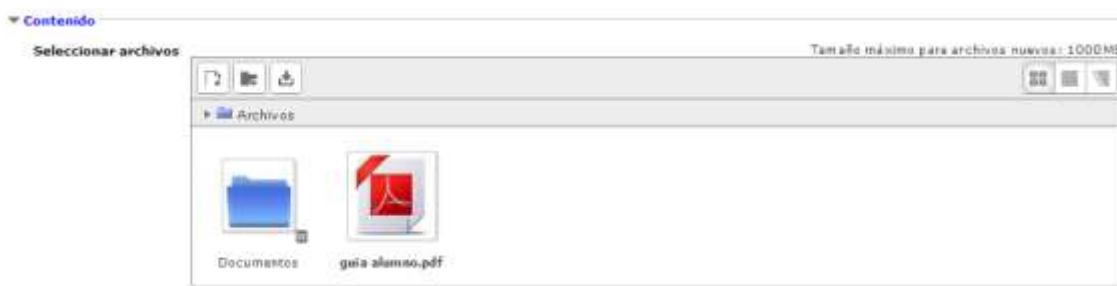 Contenido
Seleccionar archivos
Tamaño máximo para archivos nuevos: 1000MB
Archivos
Documentos
guia alumno.pdf